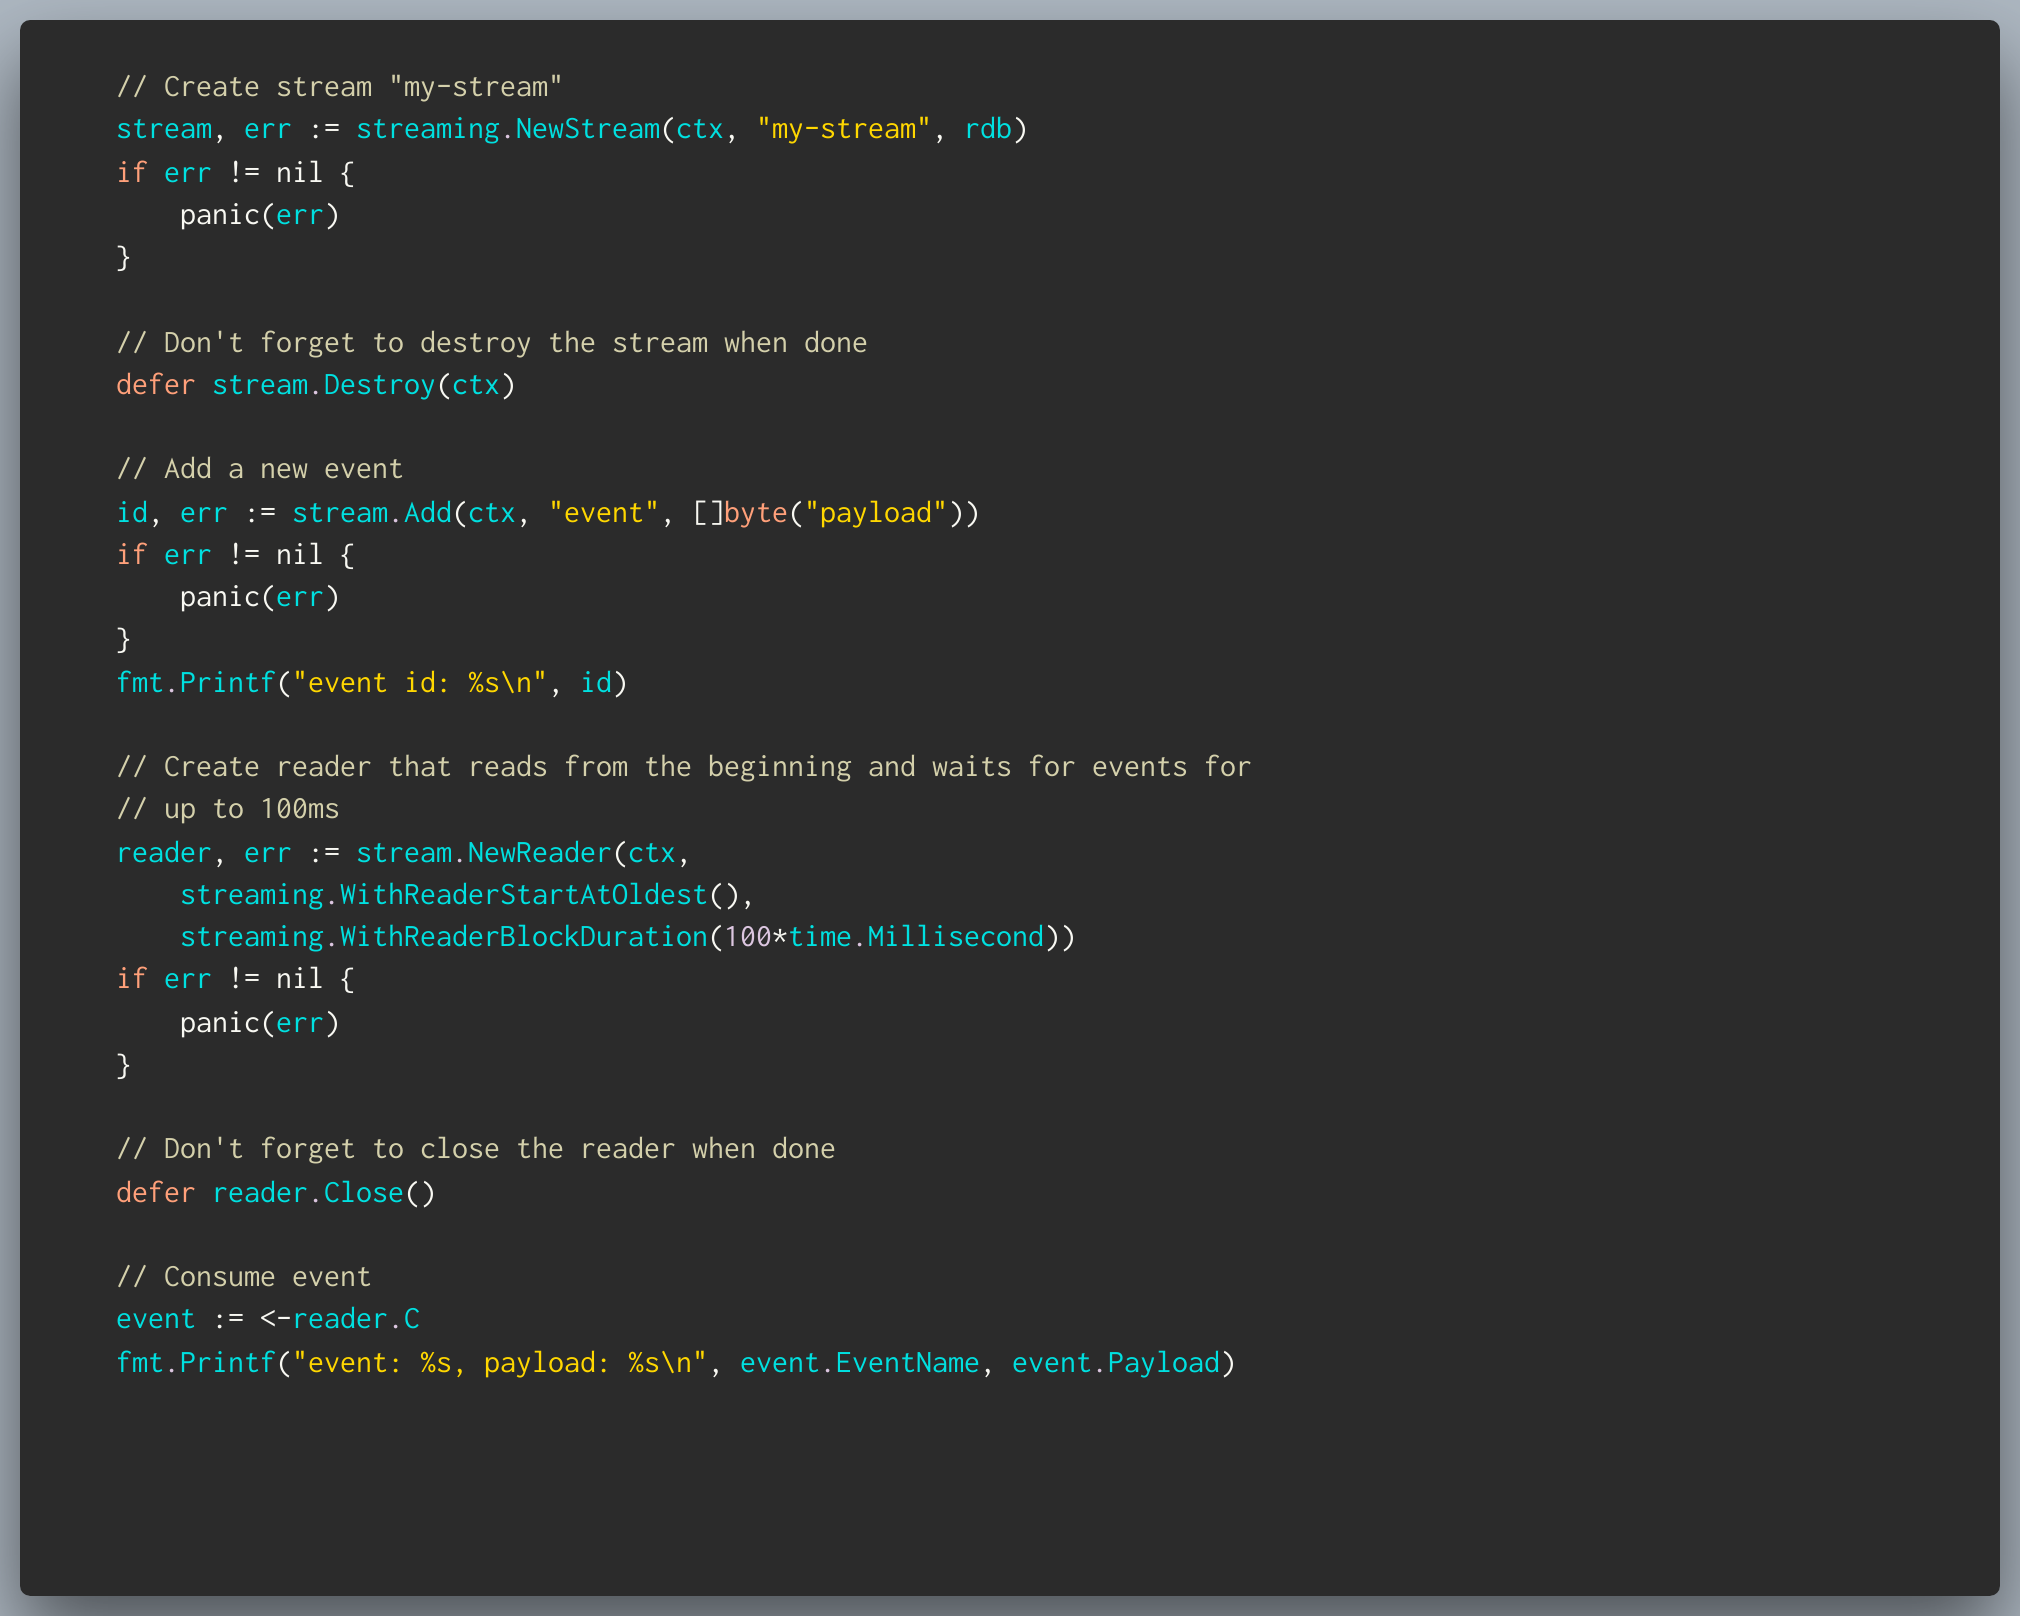 // Create stream "my-stream"
stream, err := streaming.NewStream(ctx, "my-stream", rdb)
if err != nil {
    panic(err)
}

// Don't forget to destroy the stream when done
defer stream.Destroy(ctx)

// Add a new event
id, err := stream.Add(ctx, "event", []byte("payload"))
if err != nil {
    panic(err)
}
fmt.Printf("event id: %s\n", id)

// Create reader that reads from the beginning and waits for events for
// up to 100ms
reader, err := stream.NewReader(ctx,
    streaming.WithReaderStartAtOldest(),
    streaming.WithReaderBlockDuration(100*time.Millisecond))
if err != nil {
    panic(err)
}

// Don't forget to close the reader when done
defer reader.Close()

// Consume event
event := <-reader.C
fmt.Printf("event: %s, payload: %s\n", event.EventName, event.Payload)